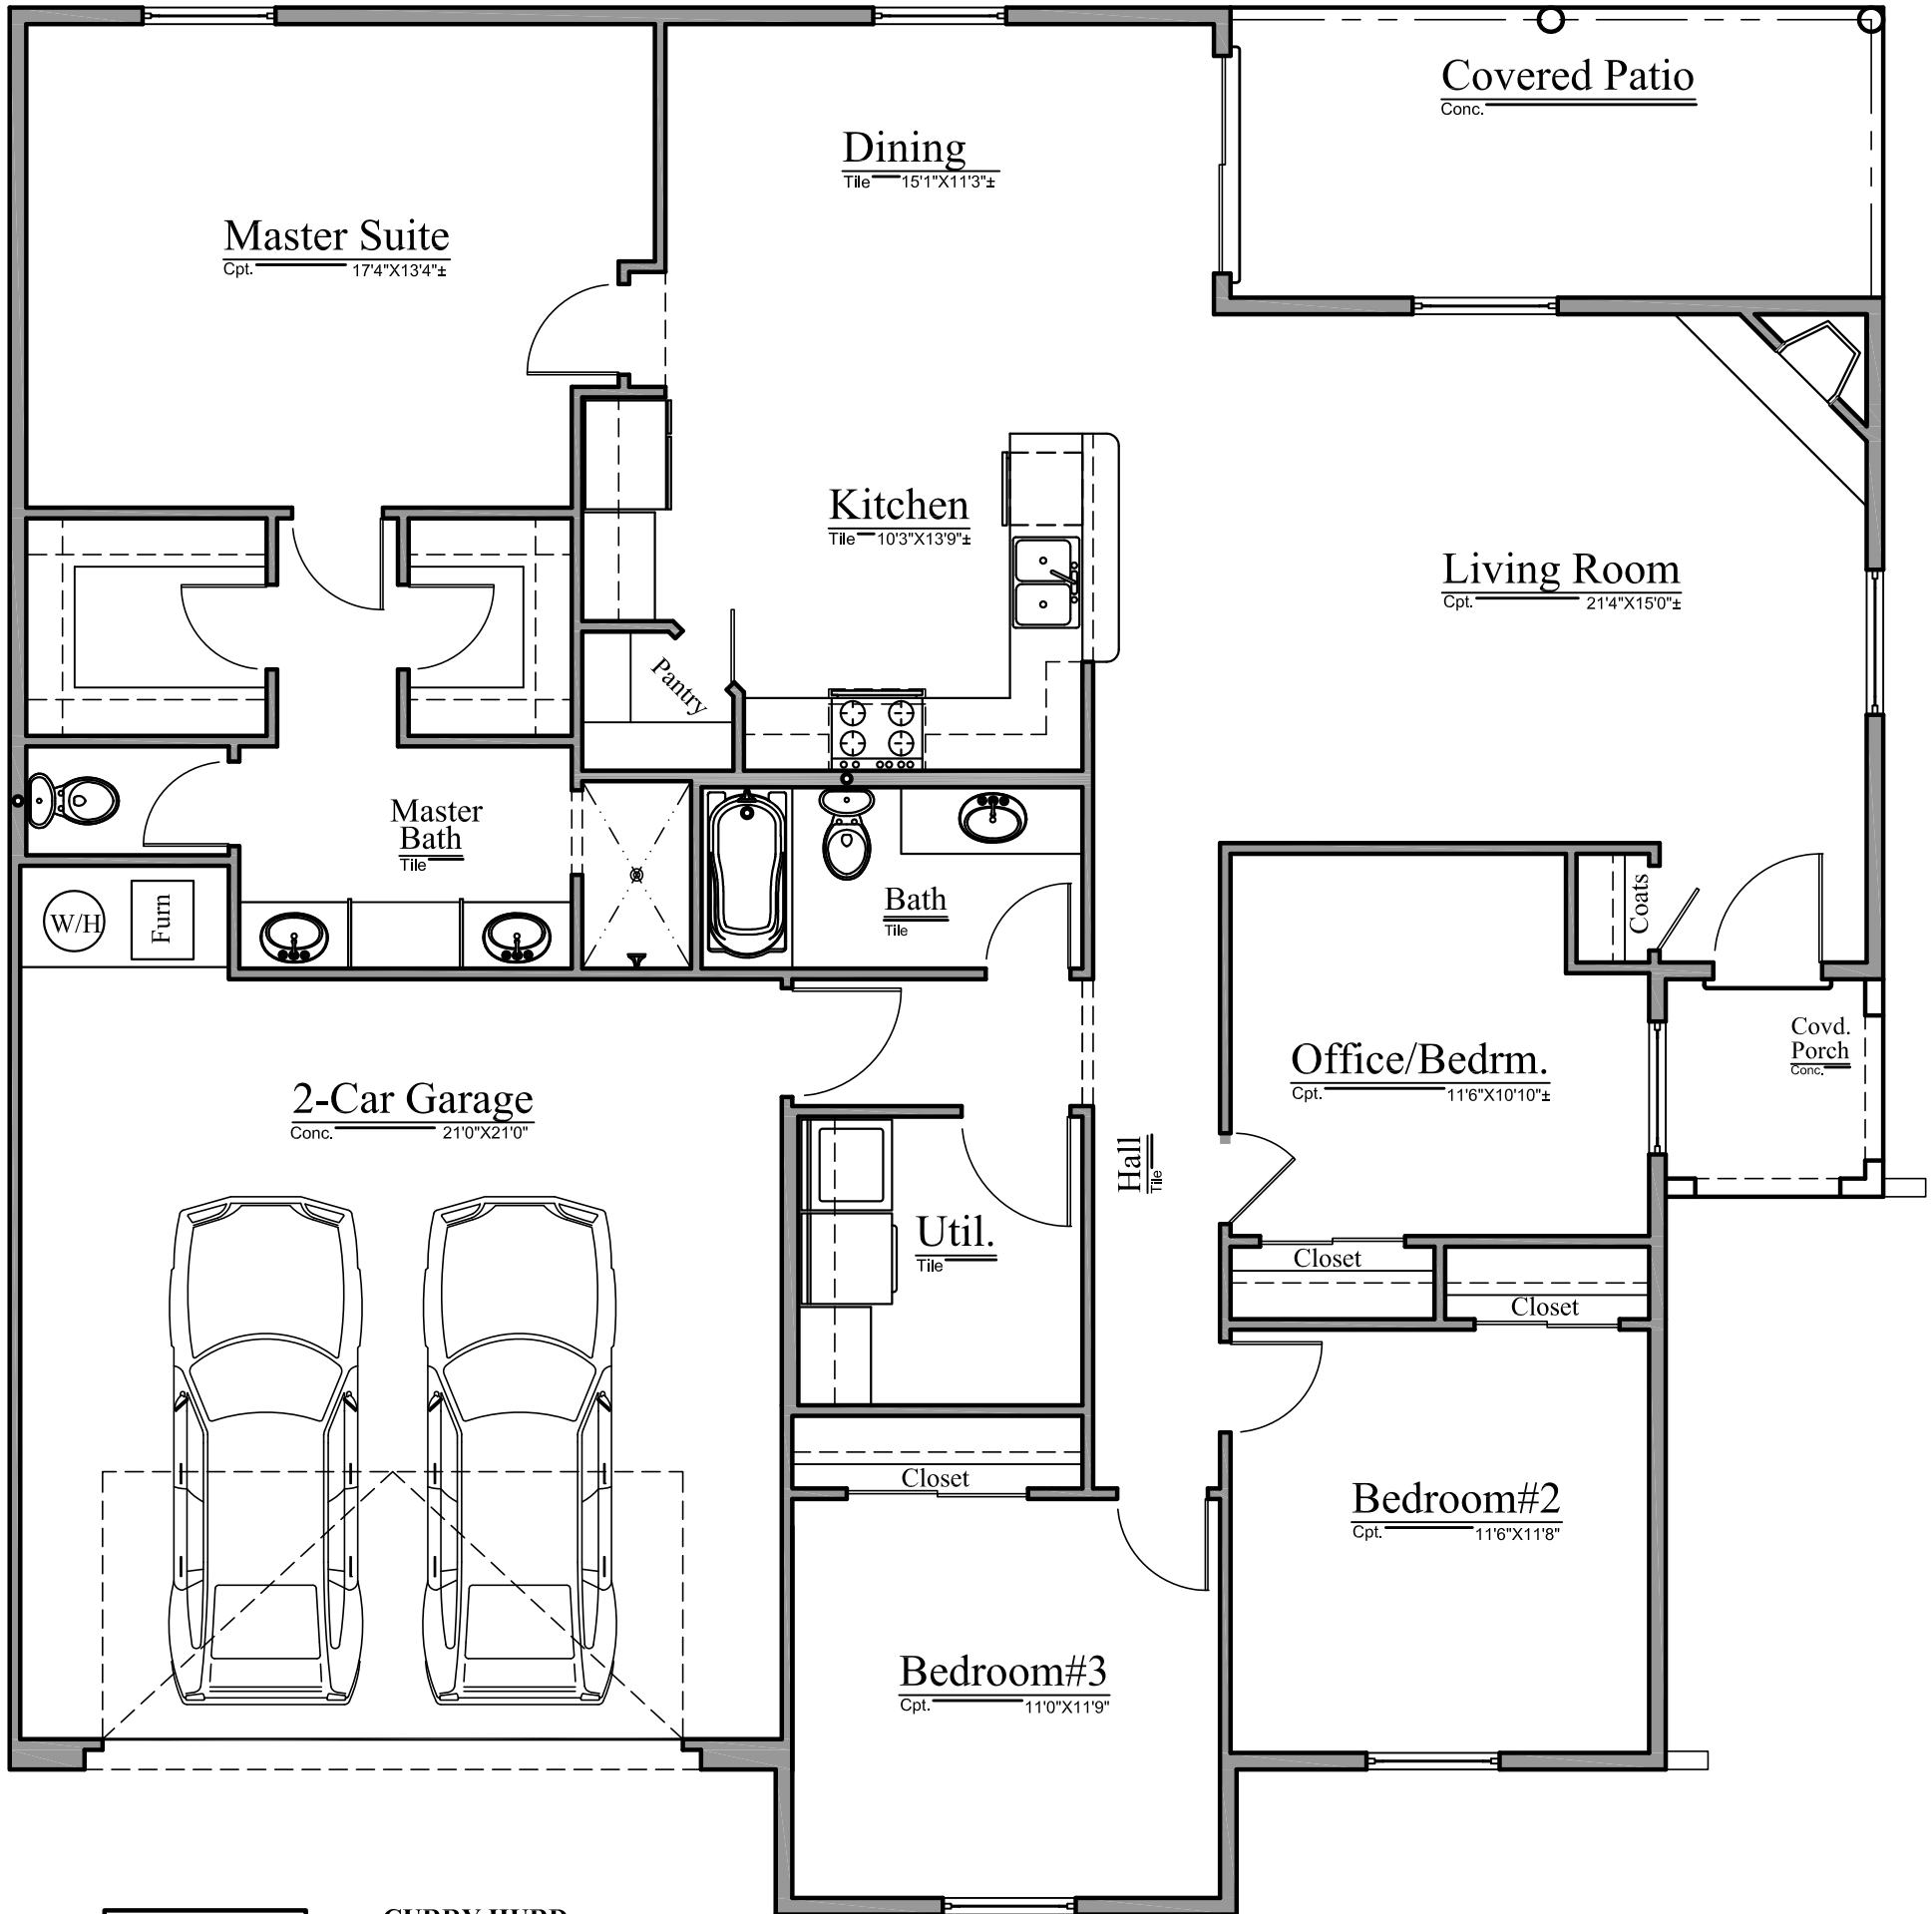 Covered Patio
Conc.
Dining
Tile 15'1"X11'3"±
Master Suite
Cpt. 17'4"X13'4"±
Kitchen
Tile 10'3"X13'9"±
Living Room
Cpt. 21'4"X15'0"±
Pantry
Master
Bath
Tile
W/H
Furn
Bath
Tile
Coats
Covd.
Porch
Conc.
Office/Bedrm.
Cpt. 11'6"X10'10"±
2-Car Garage
Conc. 21'0"X21'0"
Hall
Tile
Util.
Tile
Closet
Closet
Closet
Bedroom#2
Cpt. 11'6"X11'8"
Bedroom#3
Cpt. 11'0"X11'9"